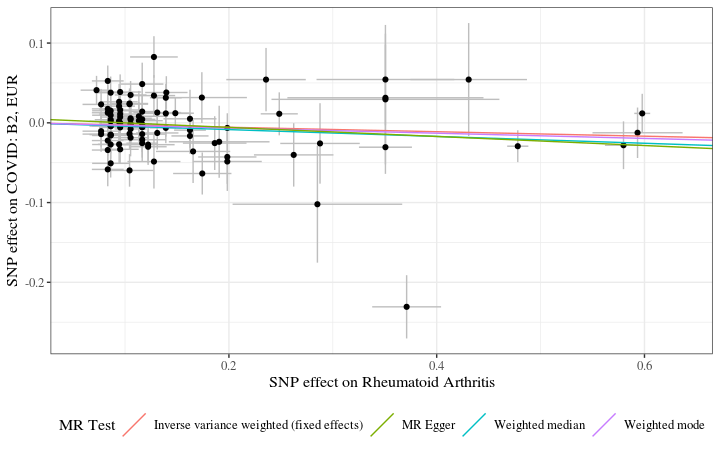 SNP effect on COVID: B2, EUR
0.1
0.0
-0.1
-0.2
0.2
0.4
0.6
SNP effect on Rheumatoid Arthritis
MR Test
Inverse variance weighted (fixed effects)
MR Egger
Weighted median
Weighted mode